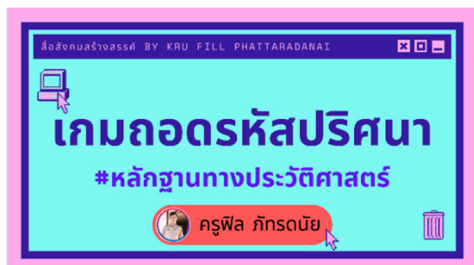 สื่อสังคมสร้างสรรค์ BY KRU FILL PHATTARADANAI
เกมถอดรหัสปริศนา
#หลักฐานทางประวัติศาสตร์
ครูฟิล ภัทรดนัย